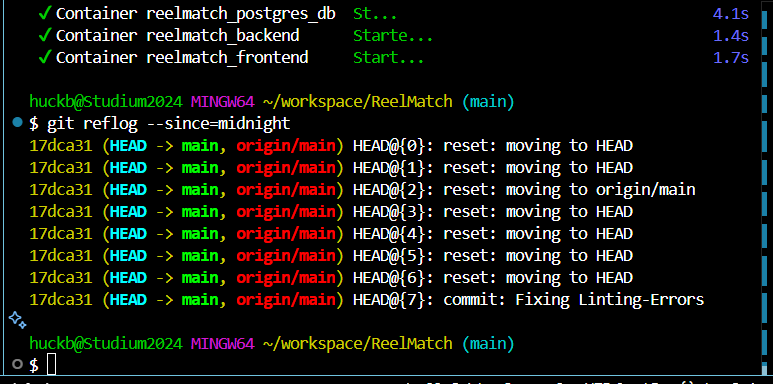 ✓ Container reelmatch_postgres_db St... 4.1s
✓ Container reelmatch_backend Starte... 1.4s
✓ Container reelmatch_frontend Start... 1.7s
huckb@Studium2024 MINGW64 ~/workspace/ReelMatch (main)
$ git reflog --since=midnight
17dca31 (HEAD -> main, origin/main) HEAD@{0}: reset: moving to HEAD
17dca31 (HEAD -> main, origin/main) HEAD@{1}: reset: moving to HEAD
17dca31 (HEAD -> main, origin/main) HEAD@{2}: reset: moving to origin/main
17dca31 (HEAD -> main, origin/main) HEAD@{3}: reset: moving to HEAD
17dca31 (HEAD -> main, origin/main) HEAD@{4}: reset: moving to HEAD
17dca31 (HEAD -> main, origin/main) HEAD@{5}: reset: moving to HEAD
17dca31 (HEAD -> main, origin/main) HEAD@{6}: reset: moving to HEAD
17dca31 (HEAD -> main, origin/main) HEAD@{7}: commit: Fixing Linting-Errors
huckb@Studium2024 MINGW64 ~/workspace/ReelMatch (main)
$